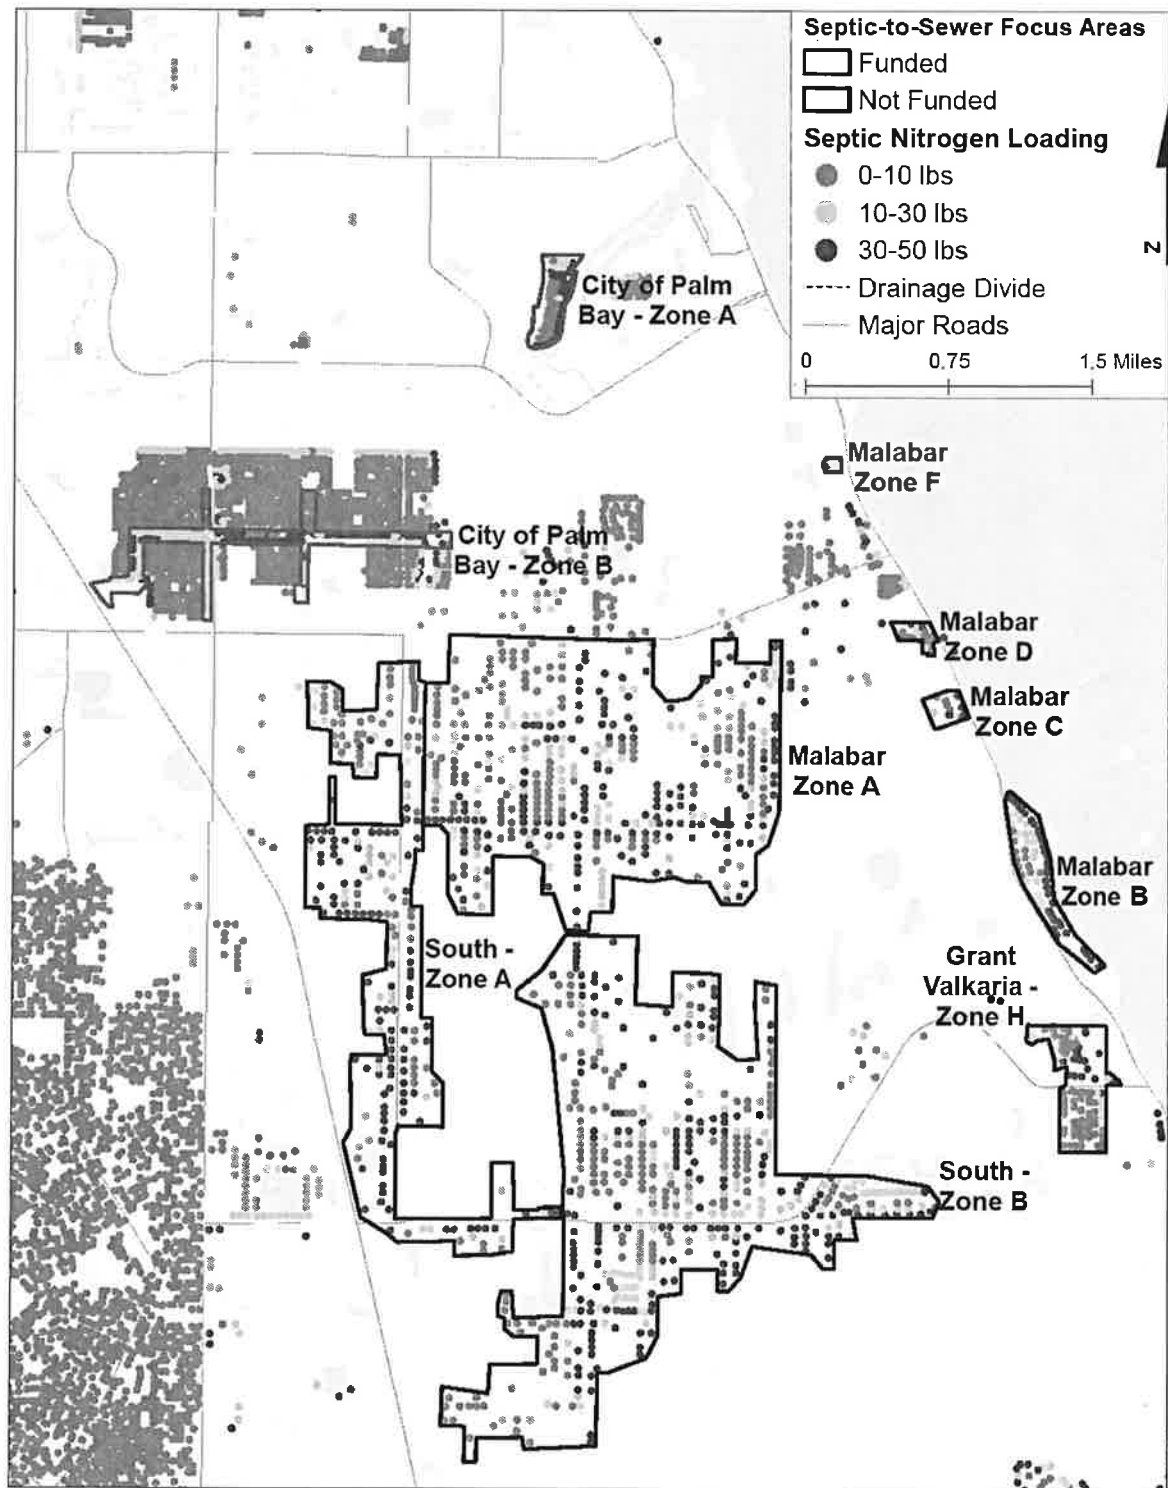 Septic-to-Sewer Focus Areas
Funded
Not Funded
Septic Nitrogen Loading
0-10 lbs
10-30 lbs
30-50 lbs
Drainage Divide
Major Roads
0 0.75 1.5 Miles
N
City of Palm
Bay - Zone A
Malabar
Zone F
City of Palm
Bay - Zone B
Malabar
Zone D
Malabar
Zone C
Malabar
Zone A
Malabar
Zone B
South -
Zone A
Grant
Valkaria -
Zone H
South -
Zone B